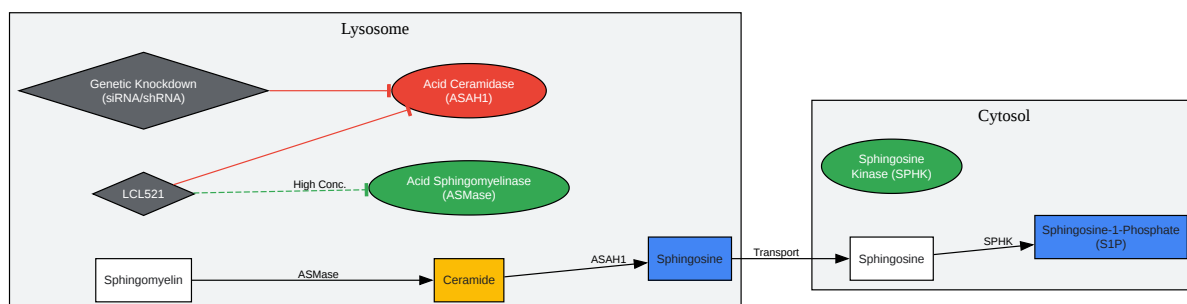 Lysosome
Genetic Knockdown
(siRNA/shRNA)
Acid Ceramidase
(ASAH1)
LCL521
High Conc.
Acid Sphingomyelinase
(ASMase)
Sphingomyelin
ASMase
Ceramide
ASAH1
Sphingosine
Transport
Cytosol
Sphingosine
Kinase (SPHK)
Sphingosine
SPHK
Sphingosine-1-Phosphate
(S1P)